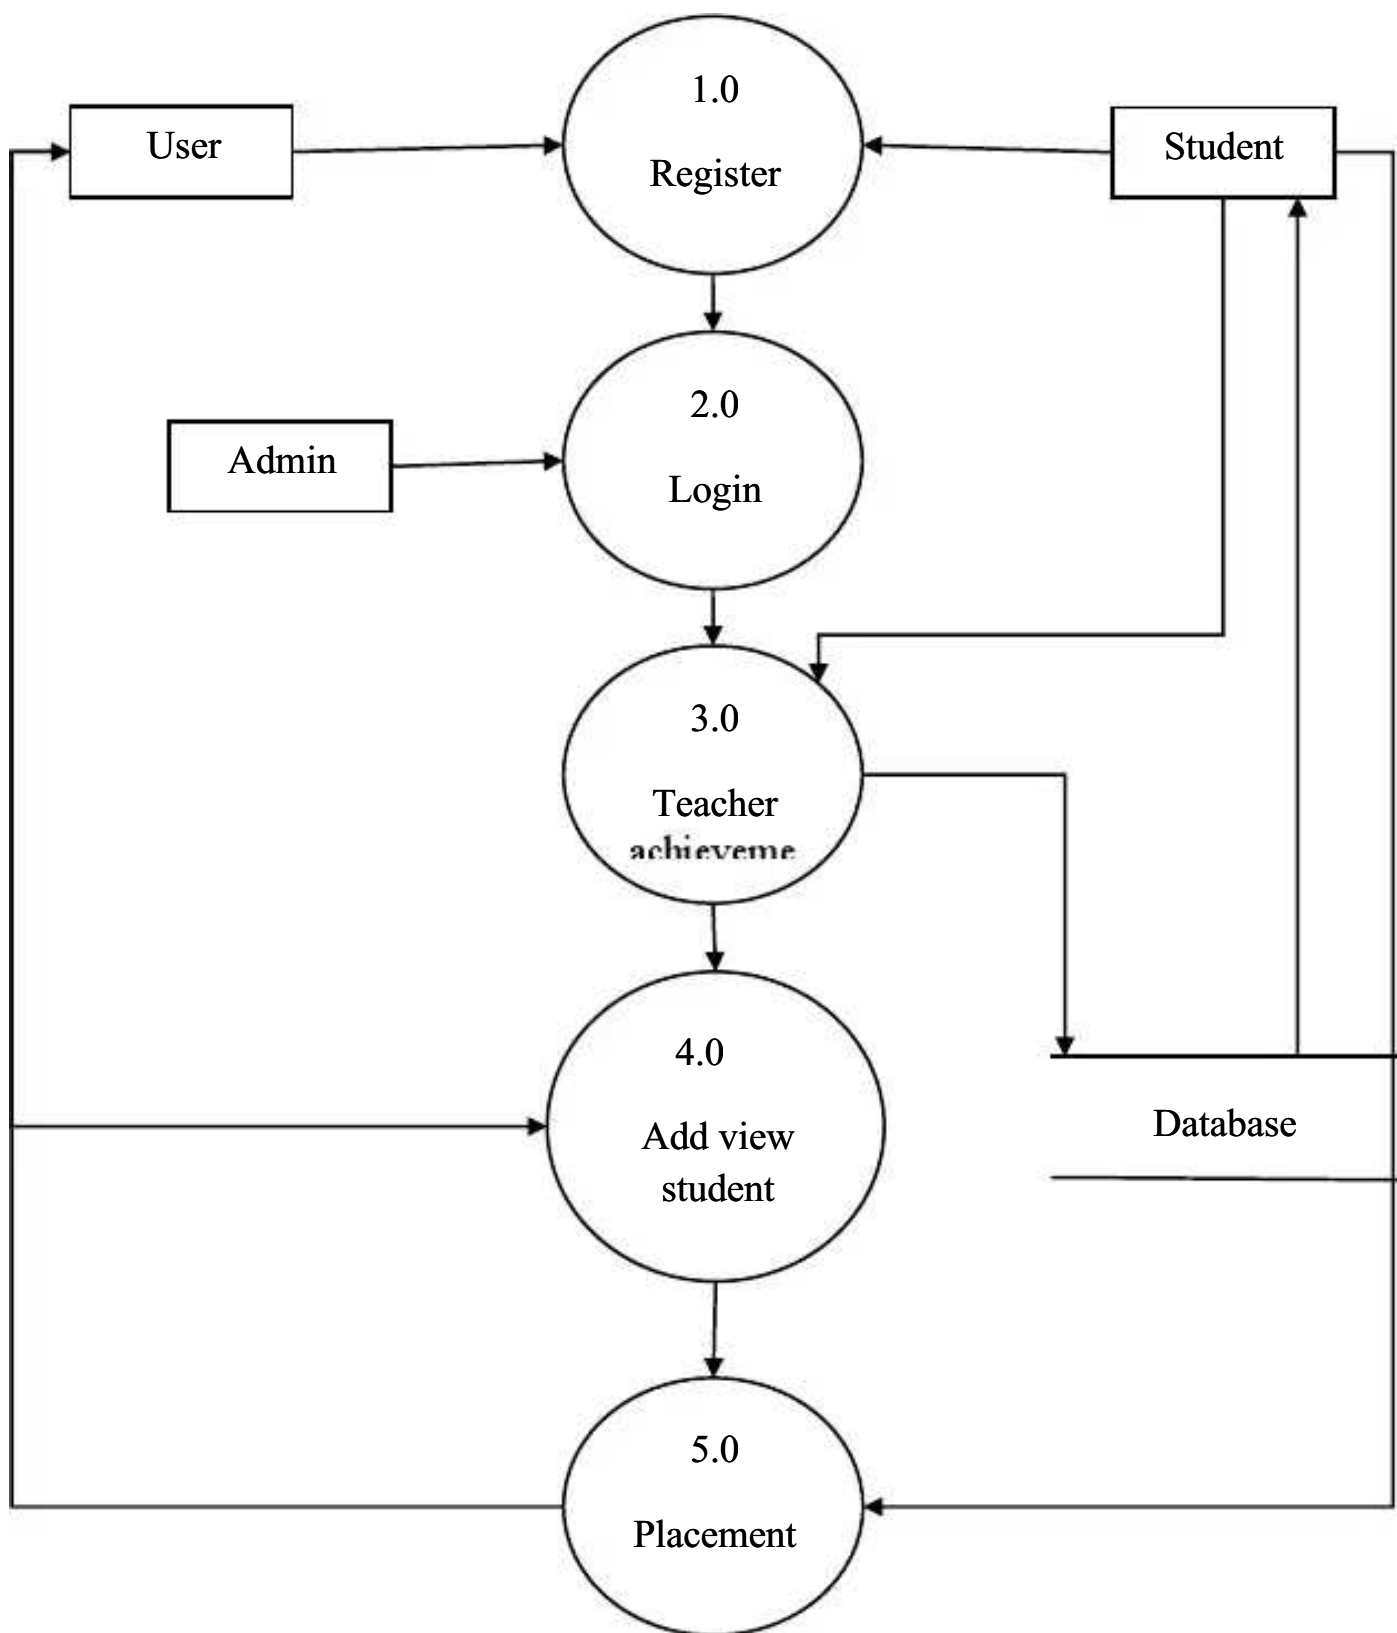 1.0
User
Register
Student
2.0
Admin
Login
3.0
Teacher
achieveme
4.0
Add view
student
Database
5.0
Placement